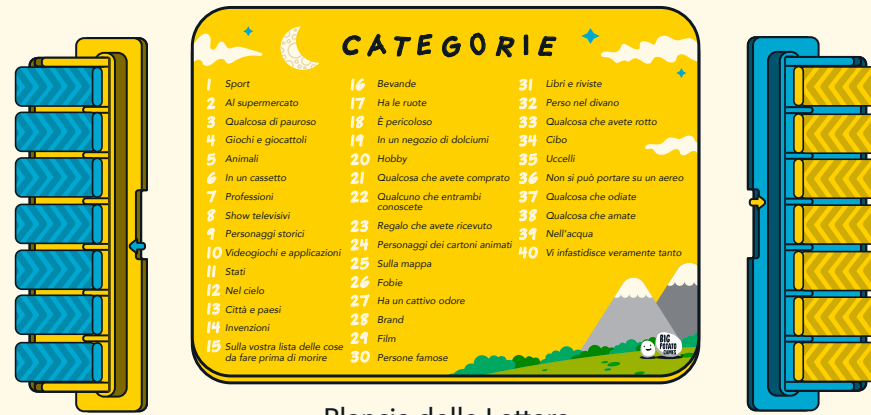 CATEGORIE
1 Sport
2 Al supermercato
3 Qualcosa di pauroso
4 Giochi e giocattoli
5 Animali
6 In un cassetto
7 Professioni
8 Show televisivi
9 Personaggi storici
10 Videogiochi e applicazioni
11 Stati
12 Nel cielo
13 Città e paesi
14 Invenzioni
15 Sulla vostra lista delle cose
da fare prima di morire
16 Bevande
17 Ha le ruote
18 È pericoloso
19 In un negozio di dolciumi
20 Hobby
21 Qualcosa che avete comprato
22 Qualcuno che entrambi
conoscete
23 Regalo che avete ricevuto
24 Personaggi dei cartoni animati
25 Sulla mappa
26 Fobie
27 Ha un cattivo odore
28 Brand
29 Film
30 Persone famose
31 Libri e riviste
32 Perso nel divano
33 Qualcosa che avete rotto
34 Cibo
35 Uccelli
36 Non si può portare su un aereo
37 Qualcosa che odiate
38 Qualcosa che amate
39 Nell'acqua
40 Vi infastidisce veramente tanto
BIG
POTATO
GAMES
Plancia delle Lettere